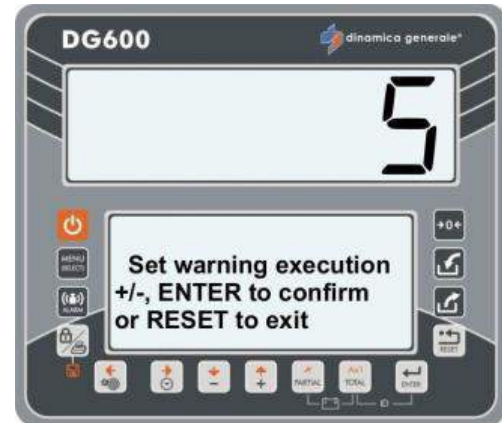 DG600
dinamica generale®
5
→0←
MENU
(SELECT)
ALARM
Set warning execution
+/-, ENTER to confirm
or RESET to exit
RESET
- + PARTIAL TOTAL ENTER